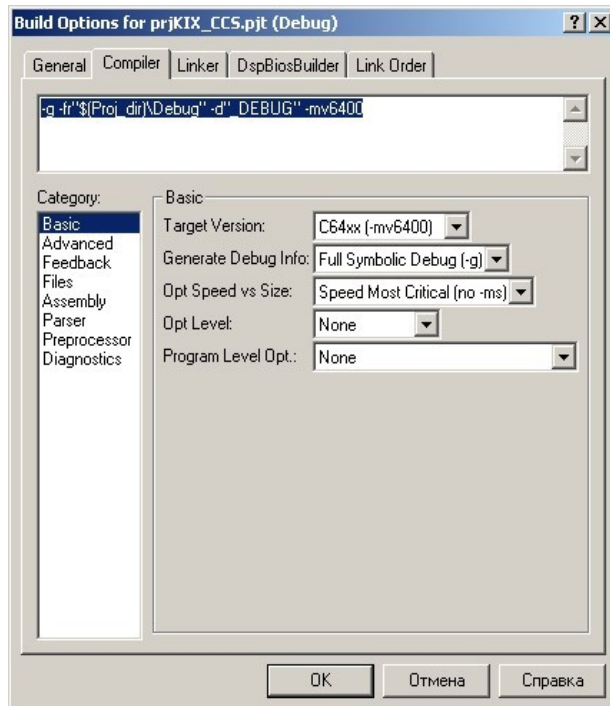 Build Options for prjKIX_CCS.pjt (Debug)
General Compiler Linker DspBiosBuilder Link Order
-g -fr"$(Proj_dir)\Debug" -d"_DEBUG" -mv6400
Category:
Basic
Advanced
Feedback
Files
Assembly
Parser
Preprocessor
Diagnostics
Basic
Target Version: C64xx (-mv6400)
Generate Debug Info: Full Symbolic Debug (-g)
Opt Speed vs Size: Speed Most Critical (no -ms)
Opt Level: None
Program Level Opt.: None
OK Отмена Справка